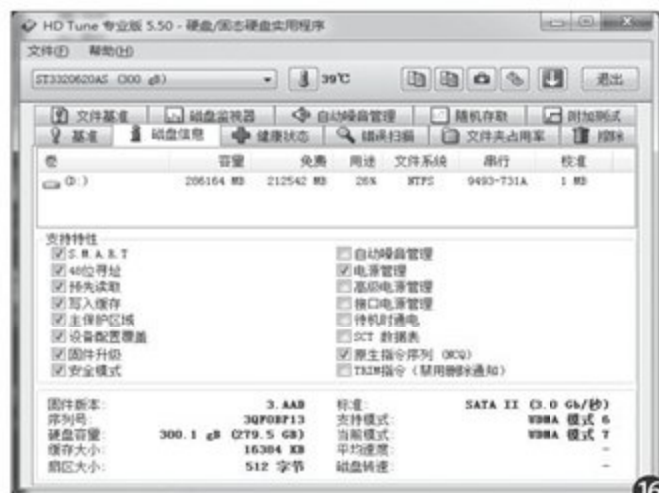 HD Tune 专业版 5.50 - 硬盘/固态硬盘实用程序
文件(F) 帮助(H)
ST3320620AS (300 gB) 39℃ 退出
文件基准 磁盘监视器 自动噪音管理 随机存取 附加测试
基准 磁盘信息 健康状态 错误扫描 文件夹占用率 擦除
卷 容量 免费 用途 文件系统 串行 校准
(D:) 286164 MB 212542 MB 26% NTFS 9493-731A 1 MB
支持特性
S.M.A.R.T 自动噪音管理
48位寻址 电源管理
预先读取 高级电源管理
写入缓存 接口电源管理
主保护区域 待机时通电
设备配置覆盖 SCT 数据表
固件升级 原生指令序列 (NCQ)
安全模式 TRIM指令(禁用删除通知)
固件版本: 3.AAD 标准: SATA II (3.0 Gb/秒)
序列号: 支持模式: UDMA 模式 6
硬盘容量: 300.1 gB (279.5 GB) 当前模式: UDMA 模式 7
缓存大小: 16384 KB 平均速度: -
扇区大小: 512 字节 磁盘转速: -
16